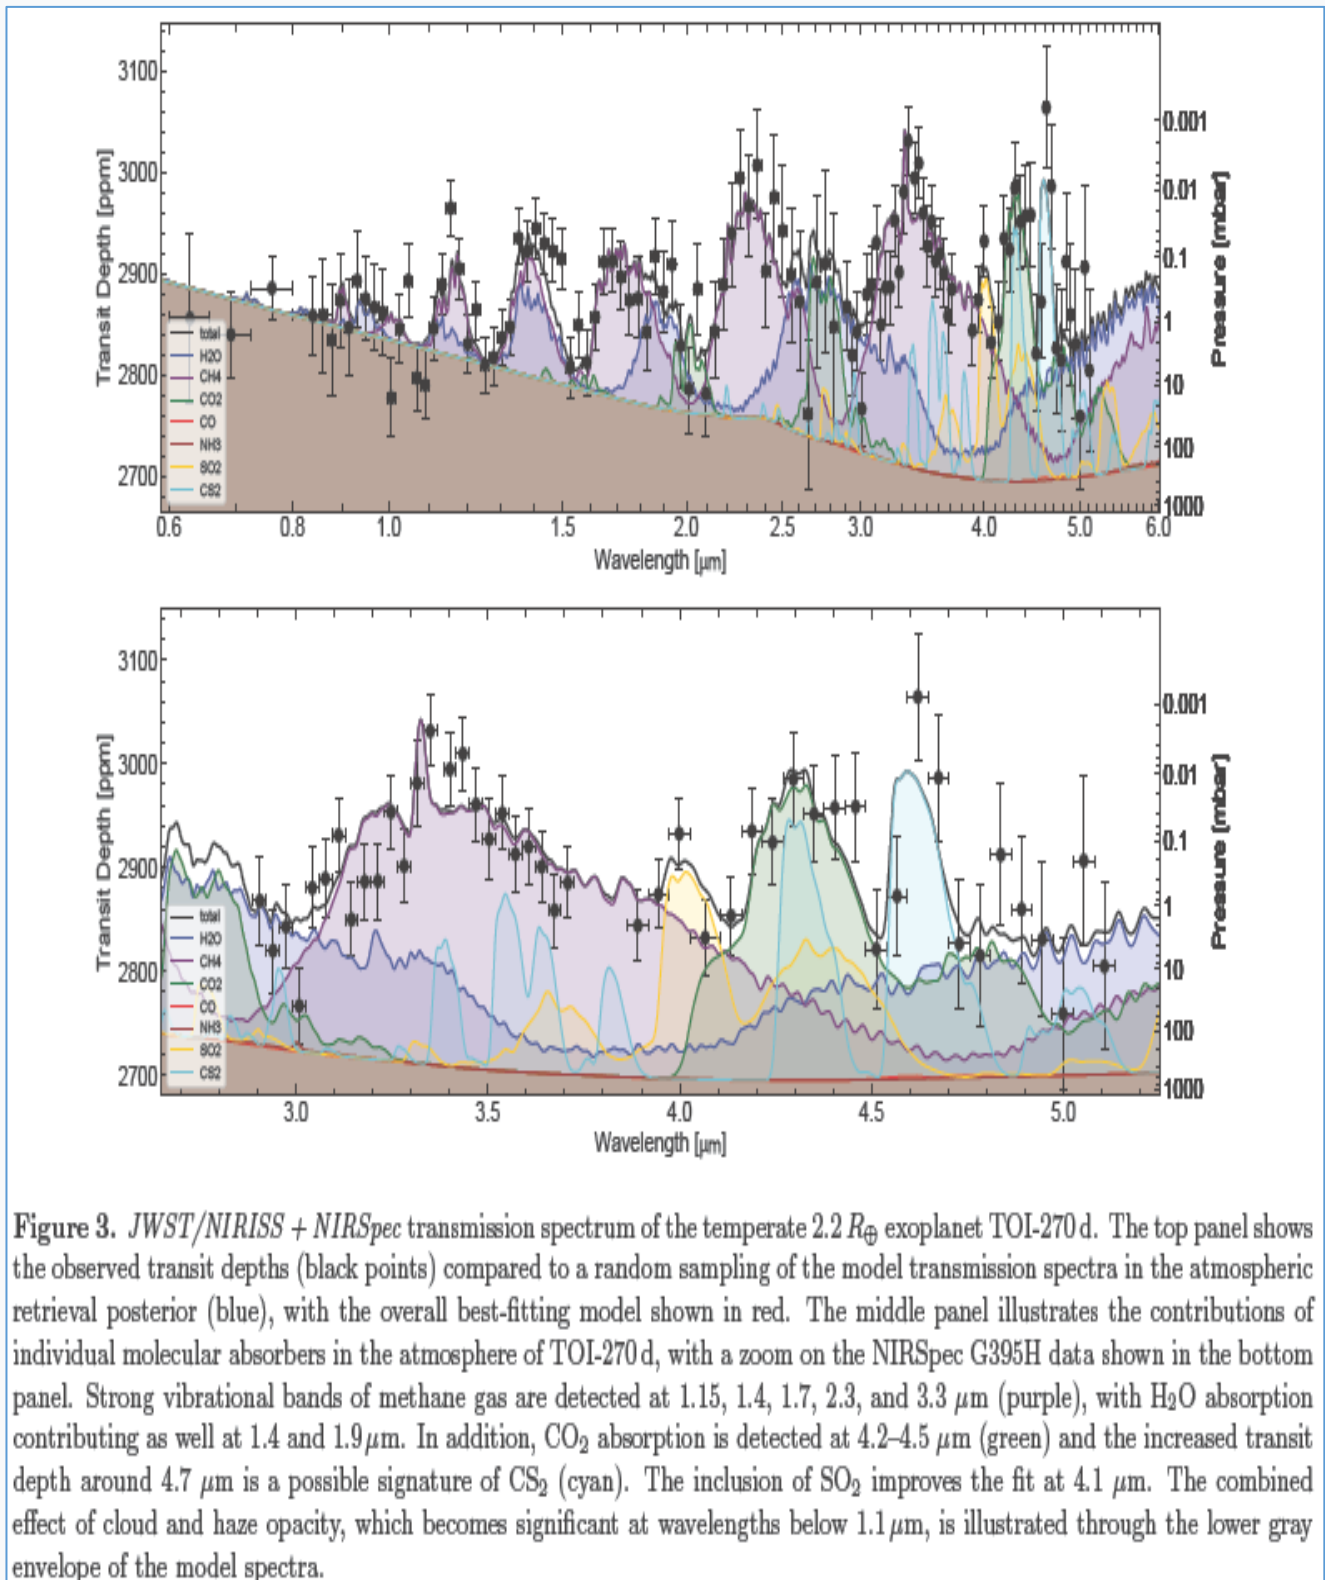 3100
3000
2900
2800
2700
Transit Depth [ppm]
total
H2O
CH4
CO2
CO
NH3
SO2
CS2
0.001
0.01
0.1
1
10
100
1000
Pressure [mbar]
0.6 0.8 1.0 1.5 2.0 2.5 3.0 4.0 5.0 6.0
Wavelength [μm]
3100
3000
2900
2800
2700
Transit Depth [ppm]
total
H2O
CH4
CO2
CO
NH3
SO2
CS2
0.001
0.01
0.1
1
10
100
1000
Pressure [mbar]
3.0 3.5 4.0 4.5 5.0
Wavelength [μm]
Figure 3. JWST/NIRISS + NIRSpec transmission spectrum of the temperate 2.2 R⊕ exoplanet TOI-270 d. The top panel shows
the observed transit depths (black points) compared to a random sampling of the model transmission spectra in the atmospheric
retrieval posterior (blue), with the overall best-fitting model shown in red. The middle panel illustrates the contributions of
individual molecular absorbers in the atmosphere of TOI-270 d, with a zoom on the NIRSpec G395H data shown in the bottom
panel. Strong vibrational bands of methane gas are detected at 1.15, 1.4, 1.7, 2.3, and 3.3 μm (purple), with H₂O absorption
contributing as well at 1.4 and 1.9 μm. In addition, CO₂ absorption is detected at 4.2–4.5 μm (green) and the increased transit
depth around 4.7 μm is a possible signature of CS₂ (cyan). The inclusion of SO₂ improves the fit at 4.1 μm. The combined
effect of cloud and haze opacity, which becomes significant at wavelengths below 1.1 μm, is illustrated through the lower gray
envelope of the model spectra.